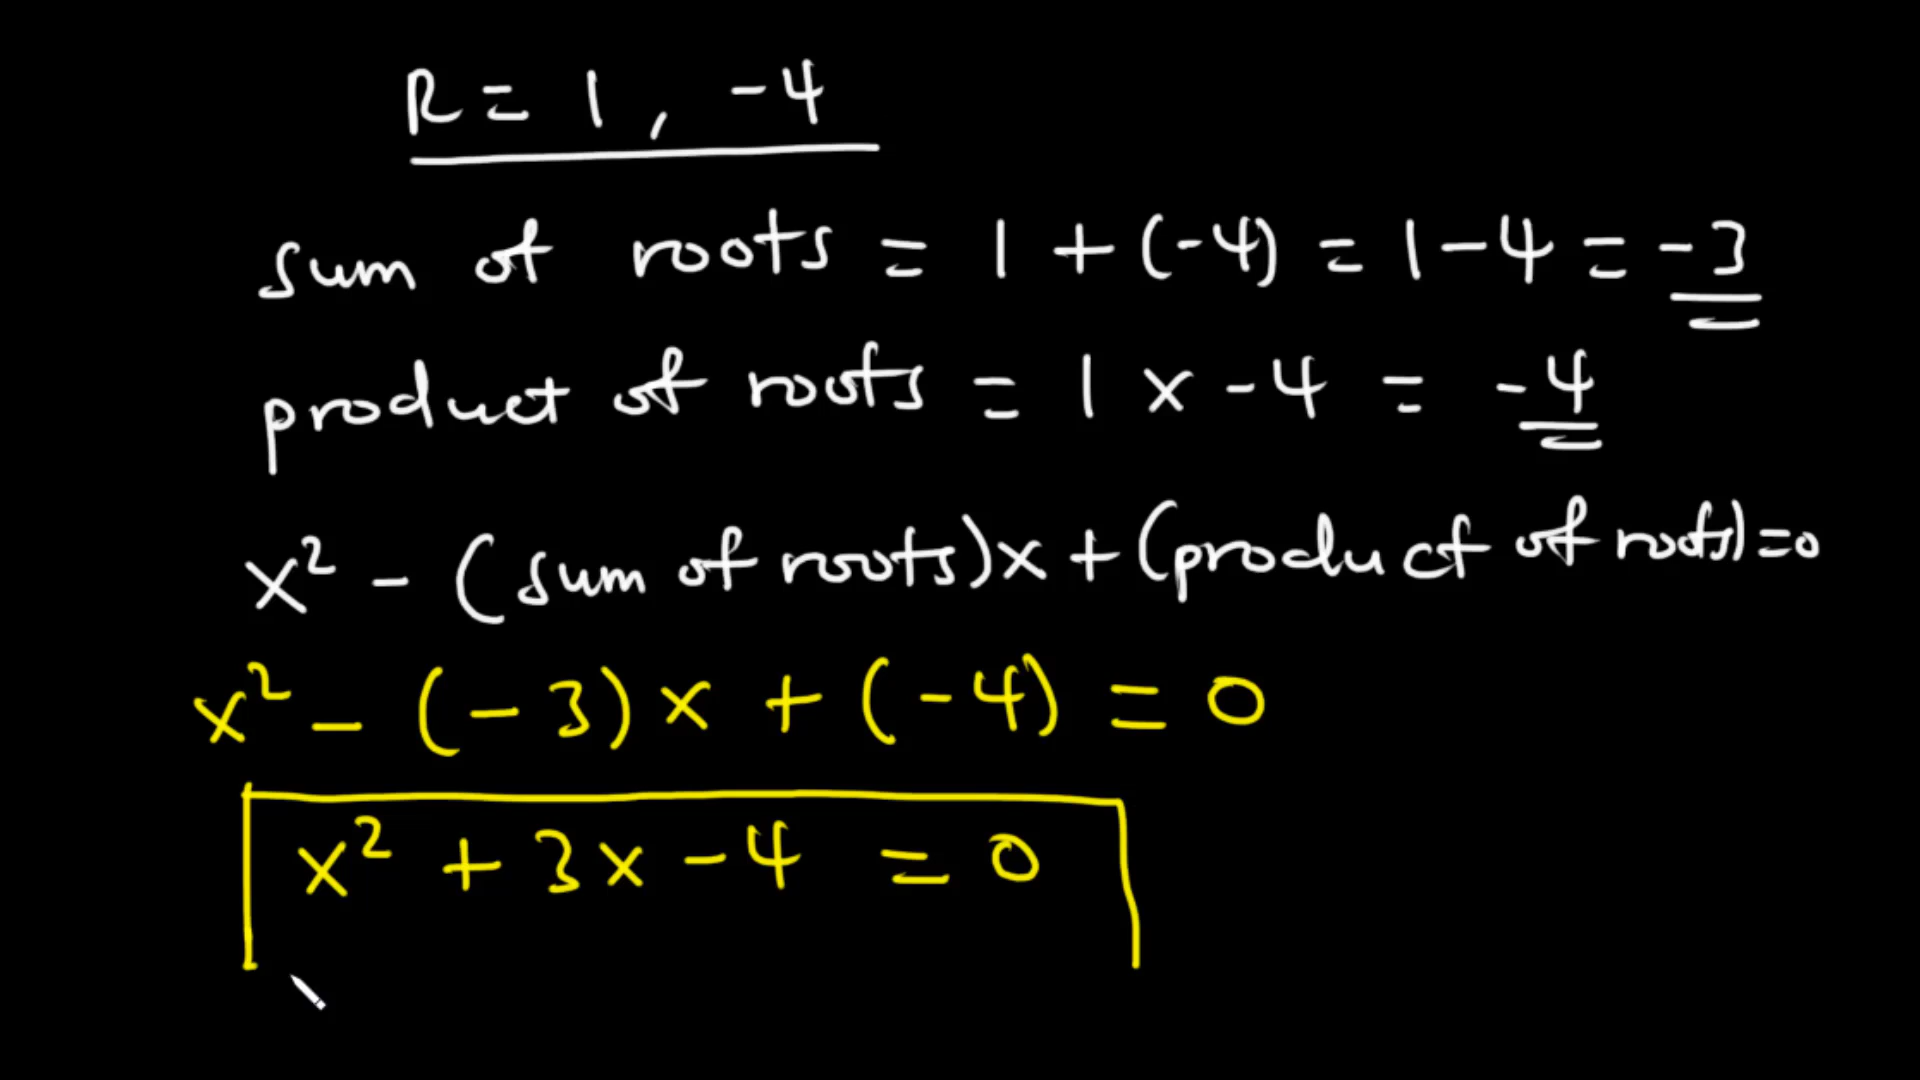 R = 1, -4
sum of roots = 1 + (-4) = 1 - 4 = -3
product of roots = 1 x -4 = -4
x² - (sum of roots)x + (product of roots) = 0
x² - (-3)x + (-4) = 0
x² + 3x - 4 = 0